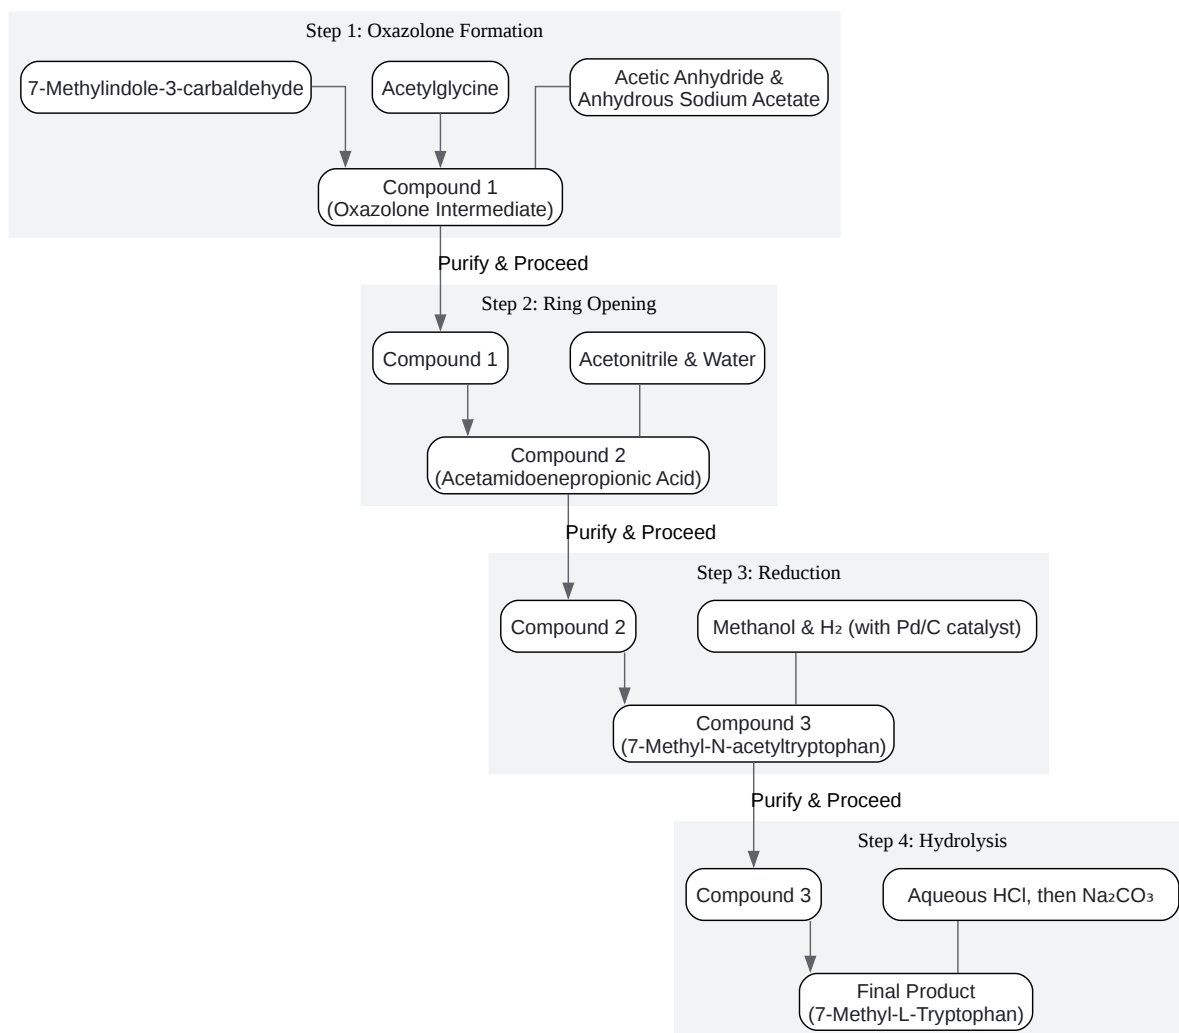 Step 1: Oxazolone Formation
7-Methylindole-3-carbaldehyde
Acetylglycine
Acetic Anhydride &
Anhydrous Sodium Acetate
Compound 1
(Oxazolone Intermediate)
Purify & Proceed
Step 2: Ring Opening
Compound 1
Acetonitrile & Water
Compound 2
(Acetamidoenepropionic Acid)
Purify & Proceed
Step 3: Reduction
Compound 2
Methanol & H₂ (with Pd/C catalyst)
Compound 3
(7-Methyl-N-acetyltryptophan)
Purify & Proceed
Step 4: Hydrolysis
Compound 3
Aqueous HCl, then Na₂CO₃
Final Product
(7-Methyl-L-Tryptophan)